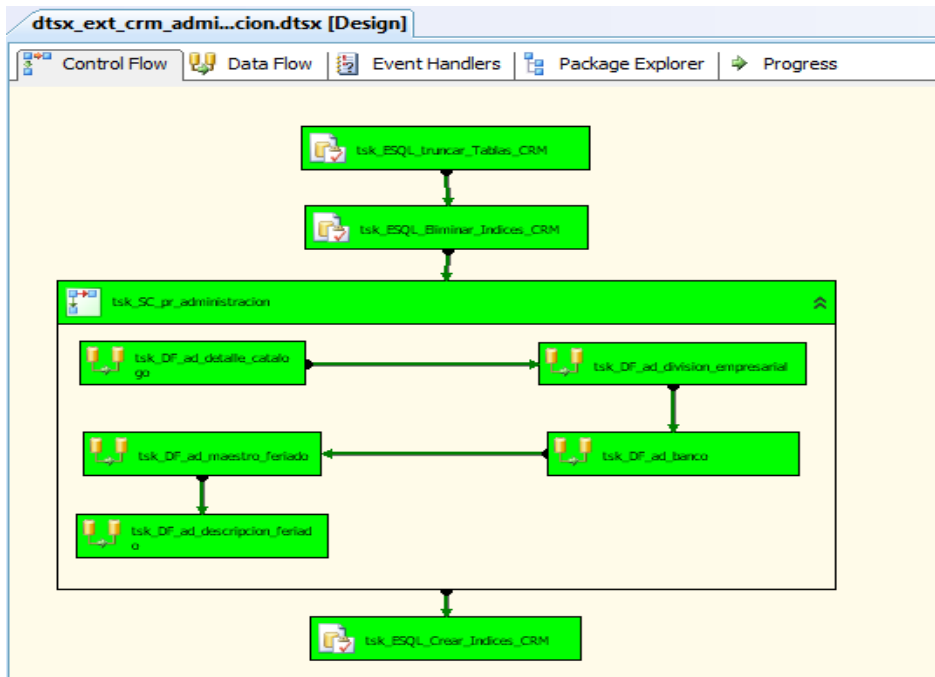 dtsx_ext_crm_admi...cion.dtsx [Design]
Control Flow Data Flow Event Handlers Package Explorer Progress
tsk_ESQL_truncar_Tablas_CRM
tsk_ESQL_Eliminar_Indices_CRM
tsk_SC_pr_administracion
tsk_DF_ad_detalle_catalo
go
tsk_DF_ad_division_empresarial
tsk_DF_ad_maestro_feriado
tsk_DF_ad_banco
tsk_DF_ad_descripcion_feriad
o
tsk_ESQL_Crear_Indices_CRM